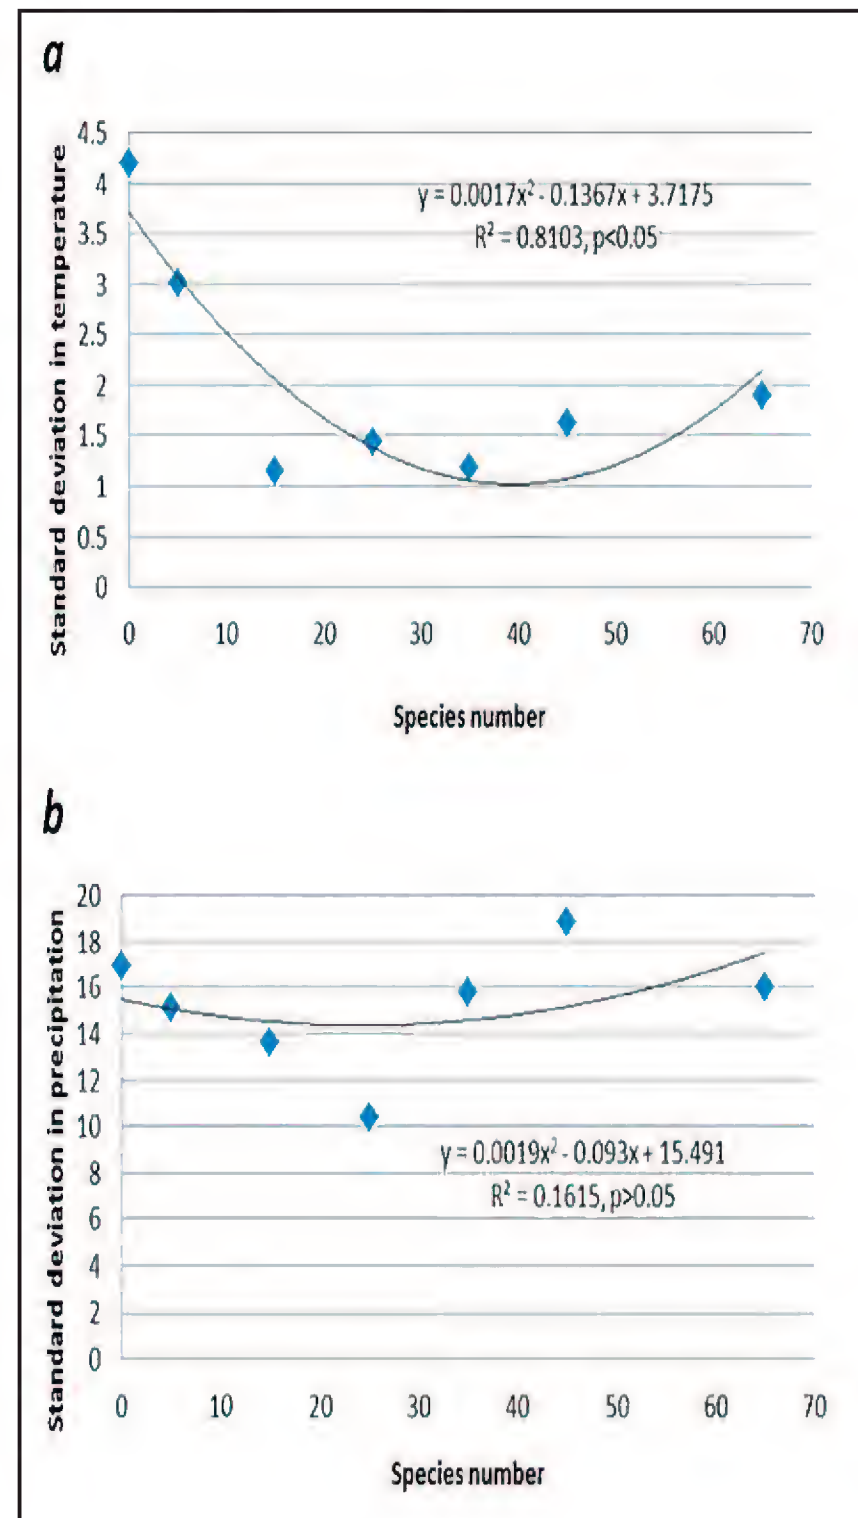 a
Standard deviation in temperature
4.5
4
3.5
3
2.5
2
1.5
1
0.5
0
y = 0.0017x² - 0.1367x + 3.7175
R² = 0.8103, p<0.05
0 10 20 30 40 50 60 70
Species number
b
Standard deviation in precipitation
20
18
16
14
12
10
8
6
4
2
0
y = 0.0019x² - 0.093x + 15.491
R² = 0.1615, p>0.05
0 10 20 30 40 50 60 70
Species number